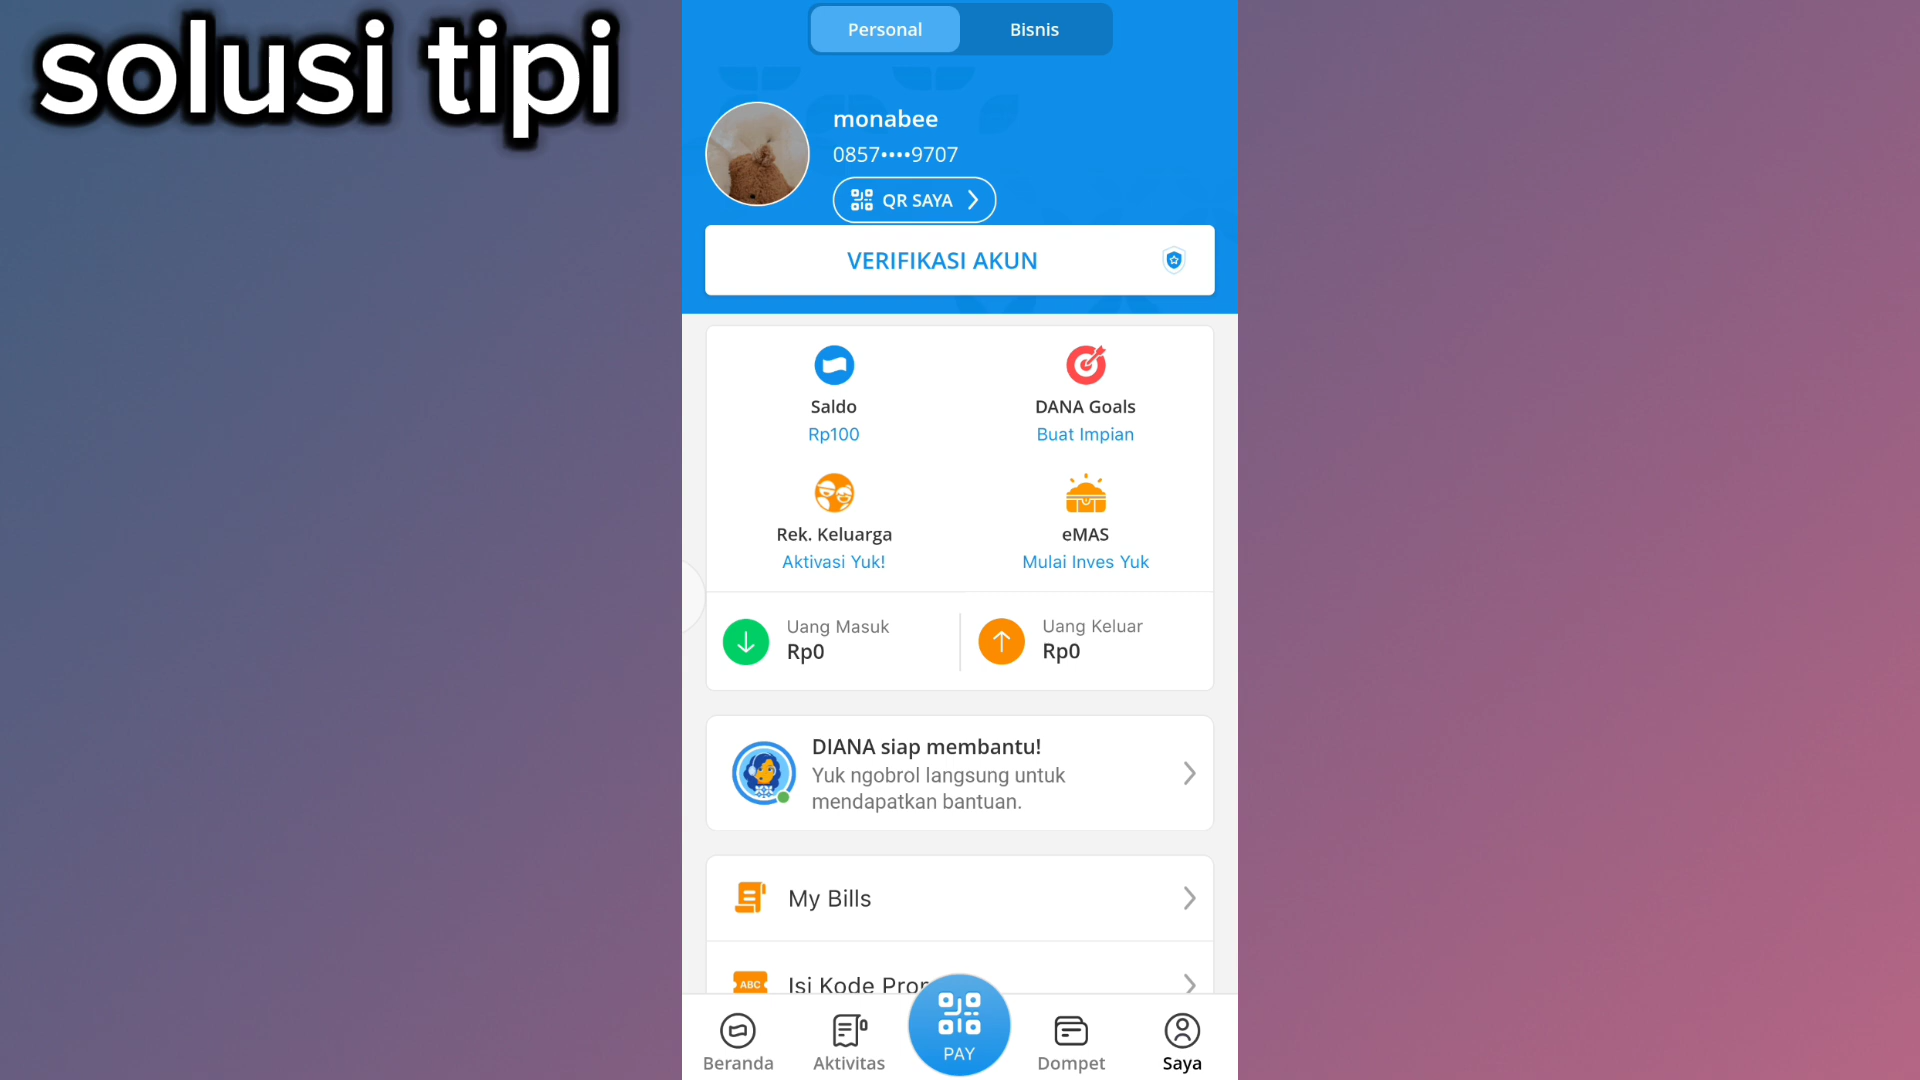 solusi tipi
Personal
Bisnis
monabee
0857••••9707
QR SAYA
VERIFIKASI AKUN
Saldo
Rp100
DANA Goals
Buat Impian
Rek. Keluarga
Aktivasi Yuk!
eMAS
Mulai Inves Yuk
Uang Masuk
Rp0
Uang Keluar
Rp0
DIANA siap membantu!
Yuk ngobrol langsung untuk
mendapatkan bantuan.
My Bills
ABC
Isi Kode
PAY
Beranda
Aktivitas
Dompet
Saya